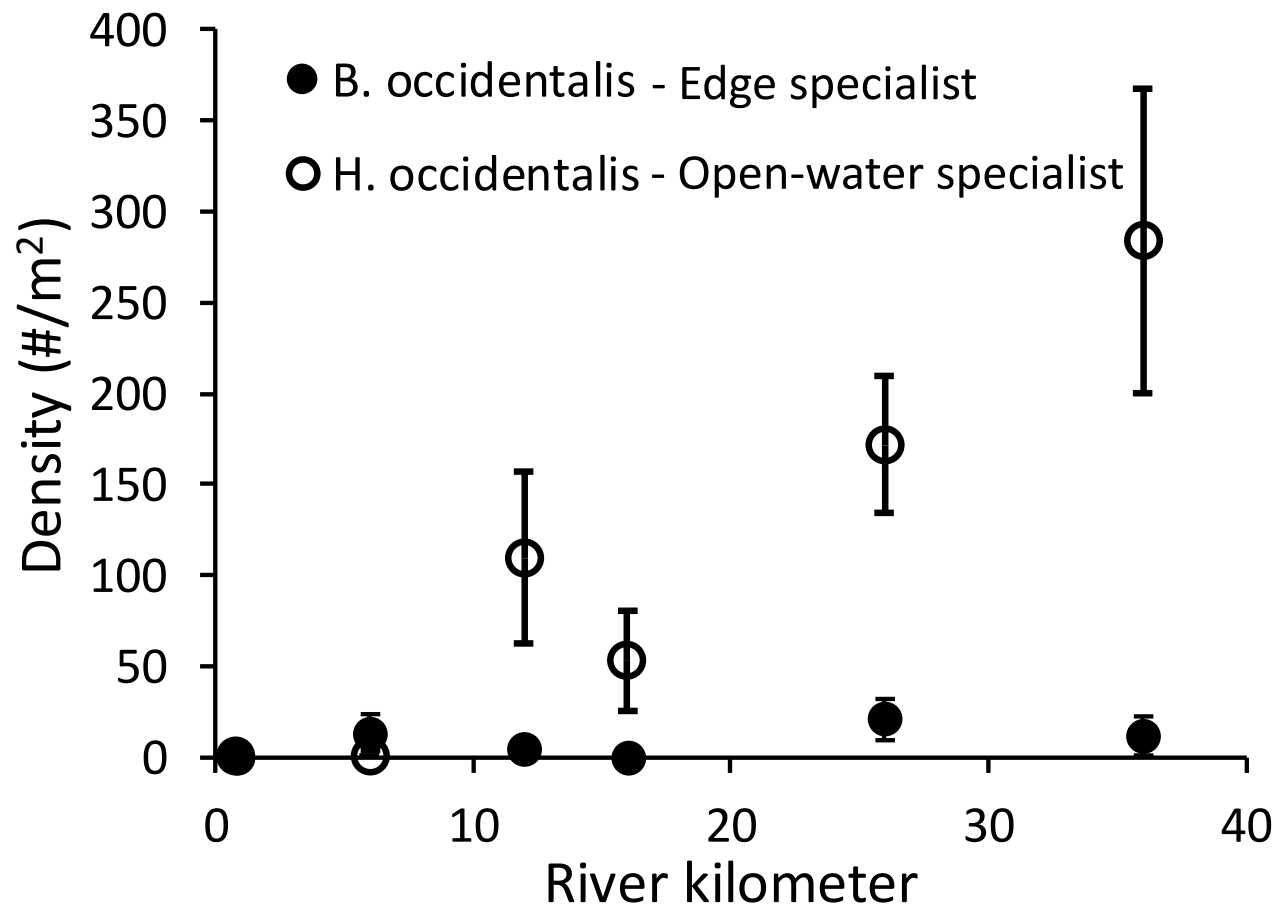 400
350
300
250
200
150
100
50
0
Density (#/m²)
B. occidentalis - Edge specialist
H. occidentalis - Open-water specialist
0 10 20 30 40
River kilometer